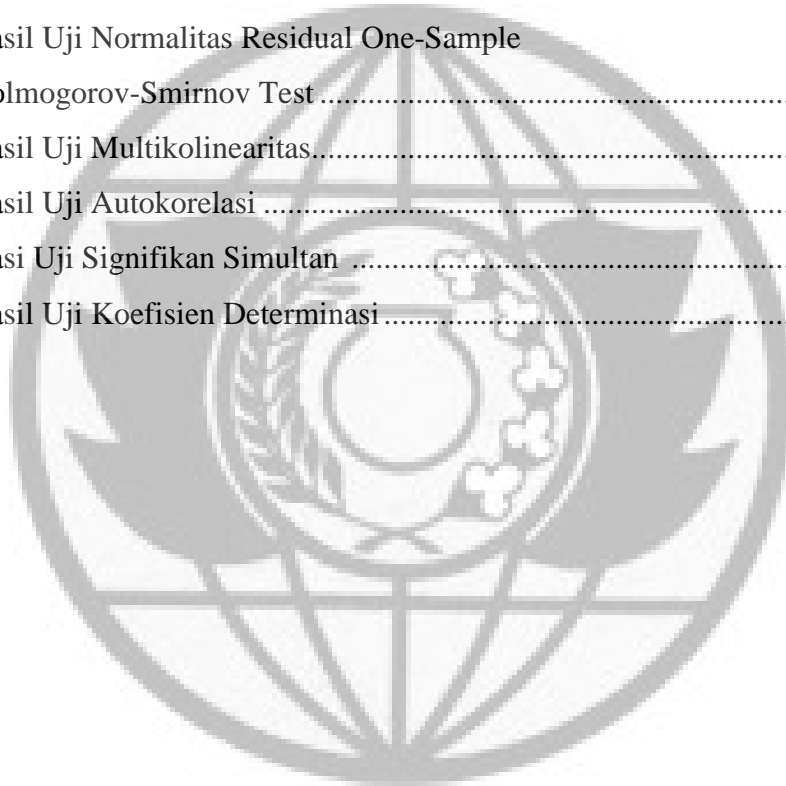 asil Uji Normalitas Residual One-Sample
olmogorov-Smirnov Test ......................................................................
asil Uji Multikolinearitas......................................................................
asil Uji Autokorelasi ............................................................................
asi Uji Signifikan Simultan ................................................................
asil Uji Koefisien Determinasi ...........................................................